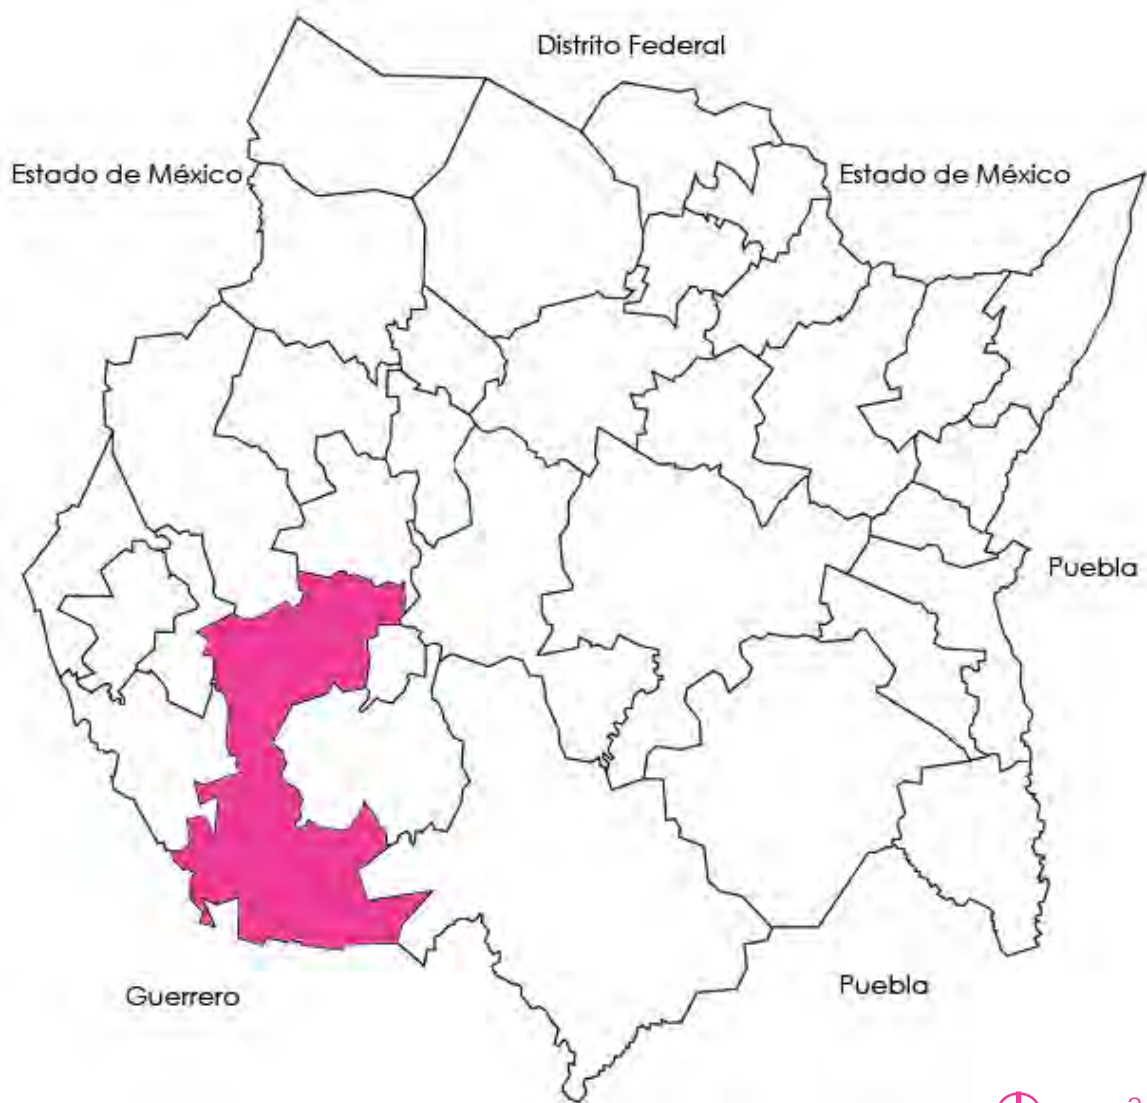 Distrito Federal
Estado de México
Estado de México
Puebla
Puebla
Guerrero